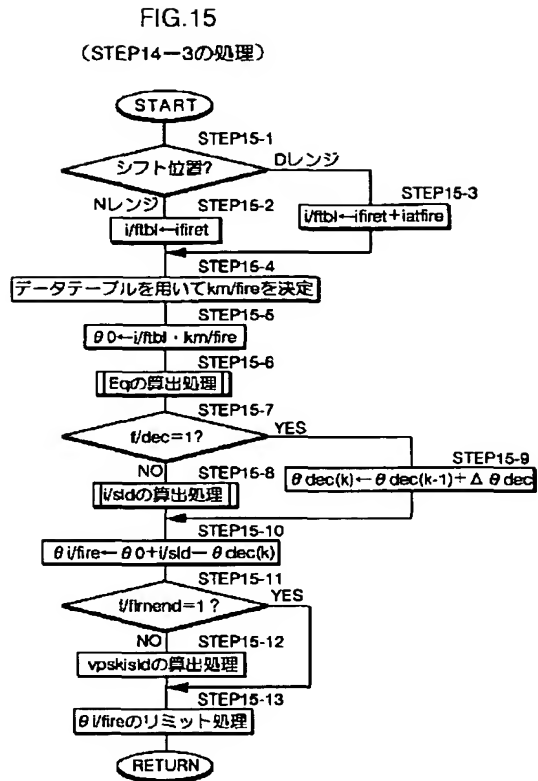 FIG.15
（STEP14－3の処理）
START
STEP15-1
シフト位置?
Dレンジ
STEP15-3
Nレンジ
STEP15-2
i/ftbl←ifiret
i/ftbl←ifiret＋iatfire
STEP15-4
データテーブルを用いてkm/fireを決定
STEP15-5
θ0←i/ftbl・km/fire
STEP15-6
Eqの算出処理
STEP15-7
f/dec=1?
YES
STEP15-9
NO
STEP15-8
i/sldの算出処理
θdec(k)←θdec(k-1)＋Δθdec
STEP15-10
θi/fire←θ0＋i/sld－θdec(k)
STEP15-11
f/firnend=1?
YES
NO
STEP15-12
vpskisldの算出処理
STEP15-13
θi/fireのリミット処理
RETURN